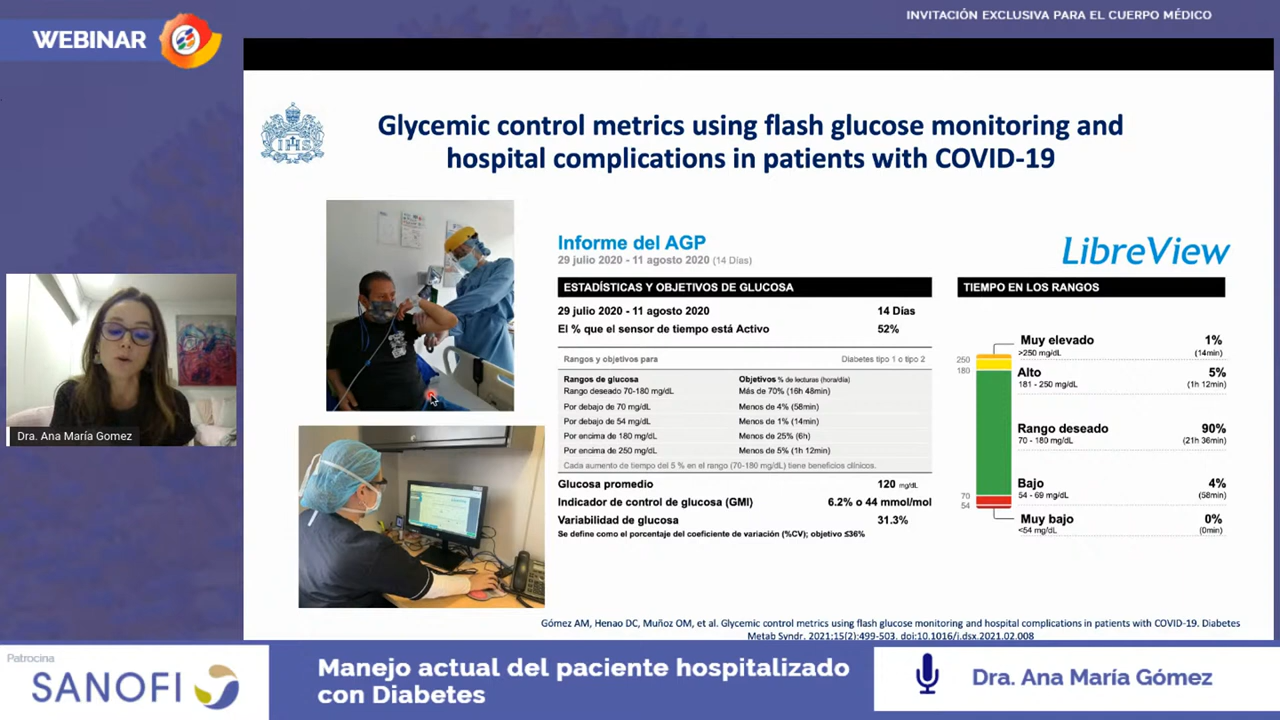 INVITACIÓN EXCLUSIVA PARA EL CUERPO MÉDICO
WEBINAR
IHS
Glycemic control metrics using flash glucose monitoring and
hospital complications in patients with COVID-19
Informe del AGP
29 julio 2020 - 11 agosto 2020 (14 Días)
LibreView
ESTADÍSTICAS Y OBJETIVOS DE GLUCOSA
29 julio 2020 - 11 agosto 2020 14 Días
El % que el sensor de tiempo está Activo 52%
Rangos y objetivos para Diabetes tipo 1 o tipo 2
Rangos de glucosa Objetivos % de lecturas (hora/día)
Rango deseado 70-180 mg/dL Más de 70% (16h 48min)
Por debajo de 70 mg/dL Menos de 4% (58min)
Por debajo de 54 mg/dL Menos de 1% (14min)
Por encima de 180 mg/dL Menos de 25% (6h)
Por encima de 250 mg/dL Menos de 5% (1h 12min)
Cada aumento de tiempo del 5 % en el rango (70-180 mg/dL) tiene beneficios clínicos.
Glucosa promedio 120 mg/dL
Indicador de control de glucosa (GMI) 6.2% o 44 mmol/mol
Variabilidad de glucosa 31.3%
Se define como el porcentaje del coeficiente de variación (%CV); objetivo ≤36%
TIEMPO EN LOS RANGOS
Muy elevado 1%
>250 mg/dL (14min)
250
180
Alto 5%
181 - 250 mg/dL (1h 12min)
Rango deseado 90%
70 - 180 mg/dL (21h 36min)
Bajo 4%
54 - 69 mg/dL (58min)
70
54
Muy bajo 0%
<54 mg/dL (0min)
Dra. Ana María Gomez
Gómez AM, Henao DC, Muñoz OM, et al. Glycemic control metrics using flash glucose monitoring and hospital complications in patients with COVID-19. Diabetes
Metab Syndr. 2021;15(2):499-503. doi:10.1016/j.dsx.2021.02.008
Patrocina
SANOFI
Manejo actual del paciente hospitalizado
con Diabetes
Dra. Ana María Gómez